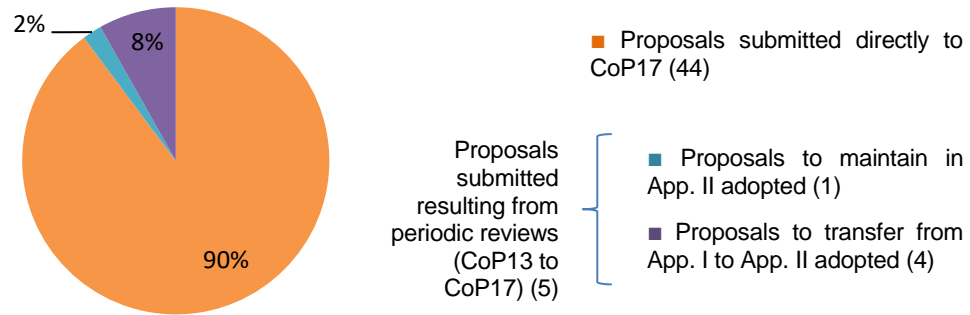 2%
8%
90%
■ Proposals submitted directly to
CoP17 (44)
Proposals
submitted
resulting from
periodic reviews
(CoP13 to
CoP17) (5)
■ Proposals to maintain in
App. II adopted (1)
■ Proposals to transfer from
App. I to App. II adopted (4)